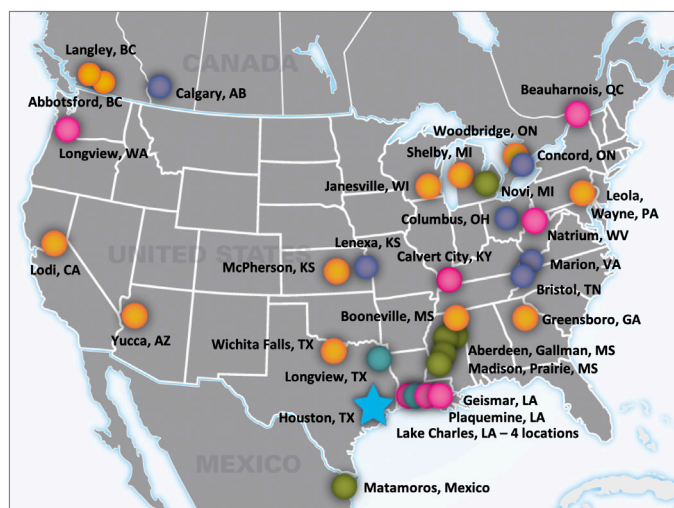 Langley, BC
CANADA
Abbotsford, BC
Calgary, AB
Beauharnois, QC
Longview, WA
Woodbridge, ON
Shelby, MI
Concord, ON
Janesville, WI
Novi, MI
Leola,
Wayne, PA
Columbus, OH
Natrium, WV
UNITED STATES
Lenexa, KS
Lodi, CA
McPherson, KS
Calvert City, KY
Marion, VA
Bristol, TN
Yucca, AZ
Booneville, MS
Greensboro, GA
Wichita Falls, TX
Aberdeen, Gallman, MS
Longview, TX
Madison, Prairie, MS
Geismar, LA
Houston, TX
Plaquemine, LA
Lake Charles, LA – 4 locations
MEXICO
Matamoros, Mexico